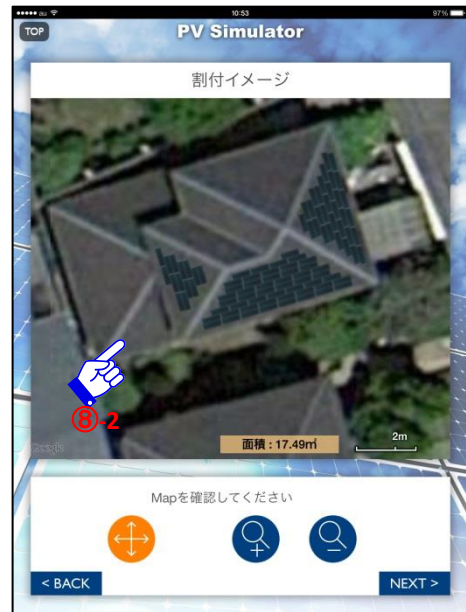 au 10:53 97%
TOP
PV Simulator
割付イメージ
⑧-2
面積 : 17.49㎡
2m
Google
Mapを確認してください
< BACK
NEXT >